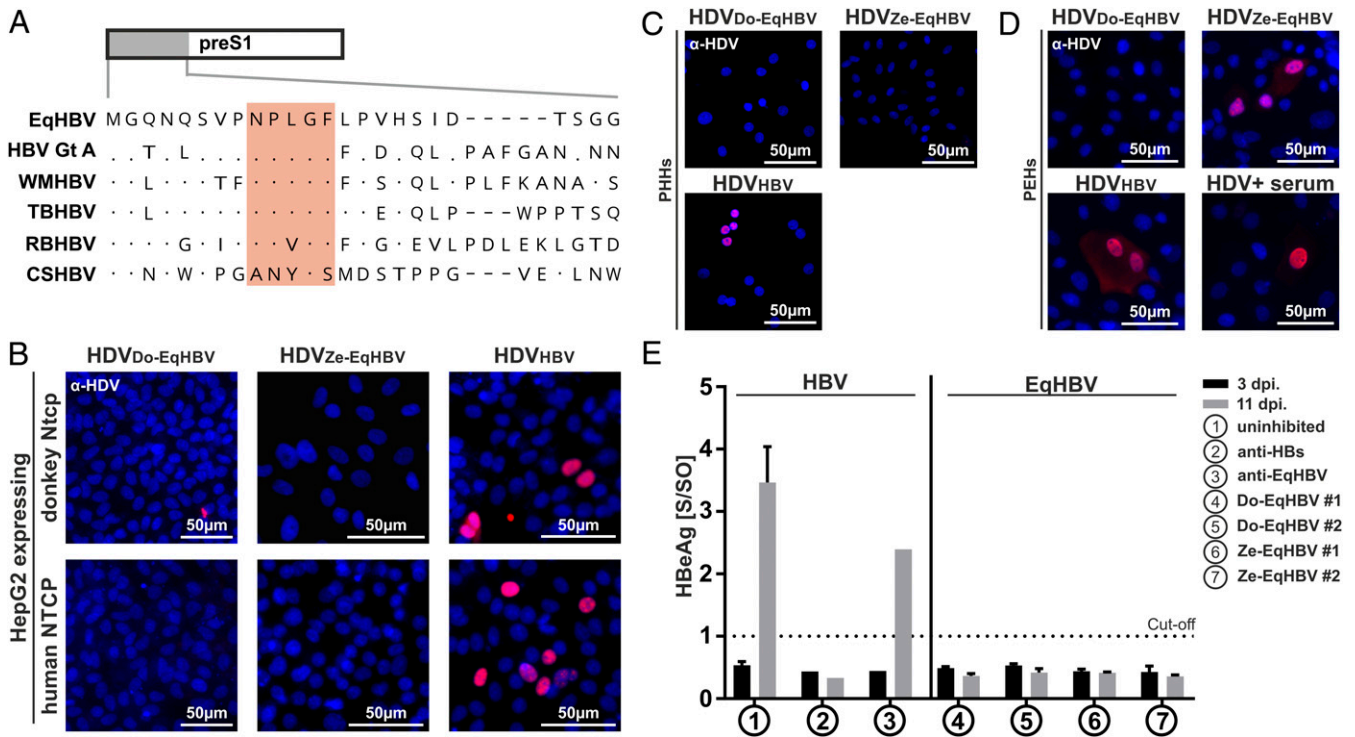 A
preS1
EqHBV M G Q N Q S V P N P L G F L P V H S I D - - - - - T S G G
HBV Gt A . . T . L . . . . . . . . F . D . Q L . P A F G A N . N N
WMHBV · · L · · T F · · · · · · F · S · Q L · P L F K A N A · S
TBHBV · · L · · · · · · · · · · · · E · Q L P - - - W P P T S Q
RBHBV · · · G · I · · · V · · F · G · E V L P D L E K L G T D
CSHBV · · N · W · P G A N Y · S M D S T P P G - - - V E · L N W
B
HDVDo-EqHBV HDVZe-EqHBV HDVHBV
HepG2 expressing
donkey Ntcp
α-HDV
50μm 50μm 50μm
human NTCP
50μm 50μm 50μm
C
HDVDo-EqHBV HDVZe-EqHBV
α-HDV
PHHs
50μm 50μm
HDVHBV
50μm
D
HDVDo-EqHBV HDVZe-EqHBV
PEHs
50μm 50μm
HDVHBV HDV+ serum
50μm 50μm
E
HBV EqHBV
HBeAg [S/SO]
5
4
3
2
1
0
Cut-off
1 2 3 4 5 6 7
3 dpi.
11 dpi.
1 uninhibited
2 anti-HBs
3 anti-EqHBV
4 Do-EqHBV #1
5 Do-EqHBV #2
6 Ze-EqHBV #1
7 Ze-EqHBV #2